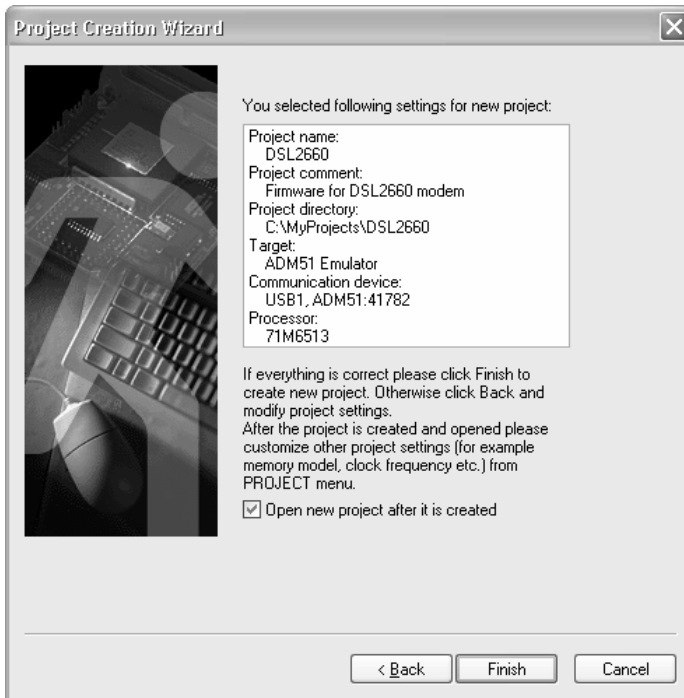 Project Creation Wizard
You selected following settings for new project:
Project name:
DSL2660
Project comment:
Firmware for DSL2660 modem
Project directory:
C:\MyProjects\DSL2660
Target:
ADM51 Emulator
Communication device:
USB1, ADM51:41782
Processor:
71M6513
If everything is correct please click Finish to
create new project. Otherwise click Back and
modify project settings.
After the project is created and opened please
customize other project settings (for example
memory model, clock frequency etc.) from
PROJECT menu.
Open new project after it is created
< Back
Finish
Cancel